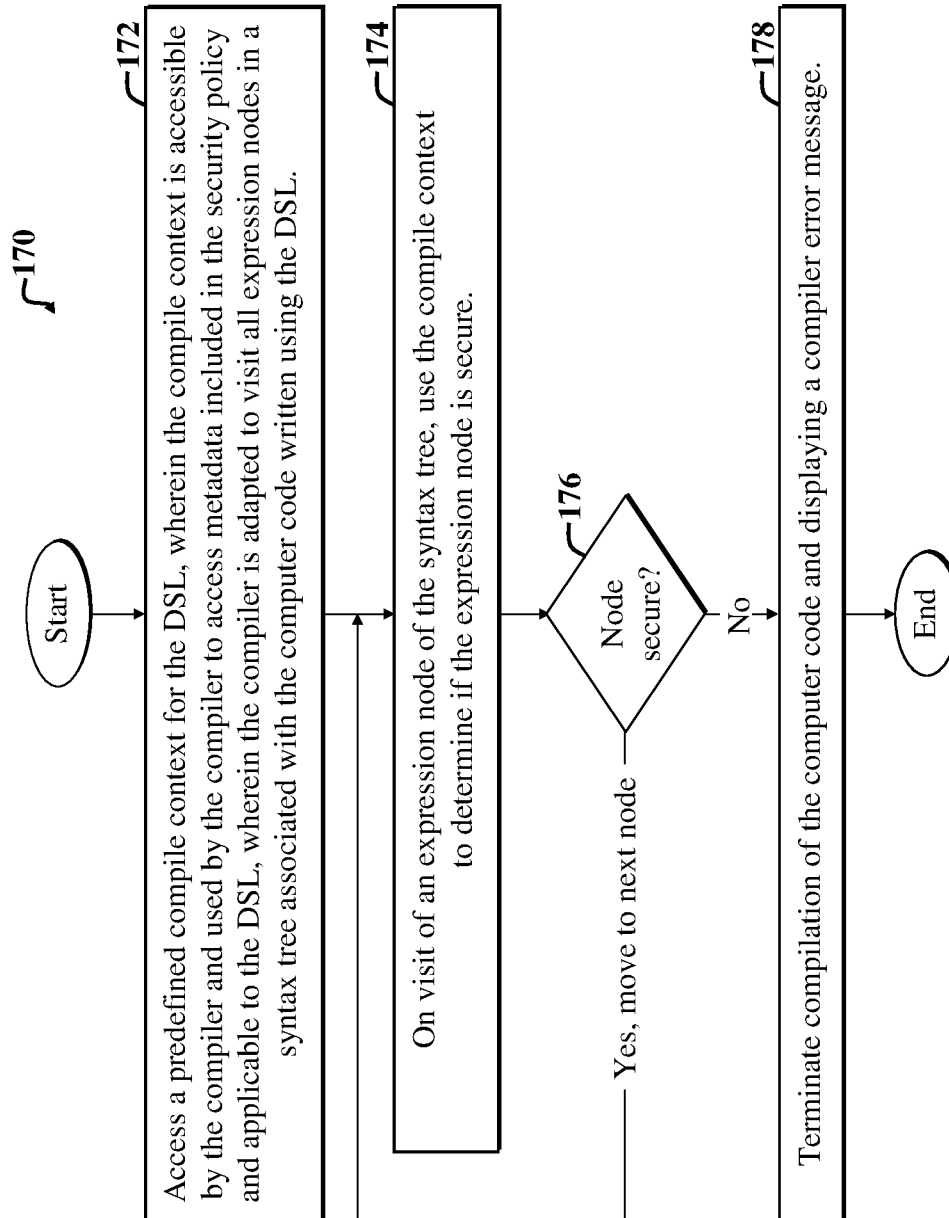 170
Start
172
Access a predefined compile context for the DSL, wherein the compile context is accessible
by the compiler and used by the compiler to access metadata included in the security policy
and applicable to the DSL, wherein the compiler is adapted to visit all expression nodes in a
syntax tree associated with the computer code written using the DSL.
174
On visit of an expression node of the syntax tree, use the compile context
to determine if the expression node is secure.
176
Node
secure?
Yes, move to next node
No
178
Terminate compilation of the computer code and displaying a compiler error message.
End